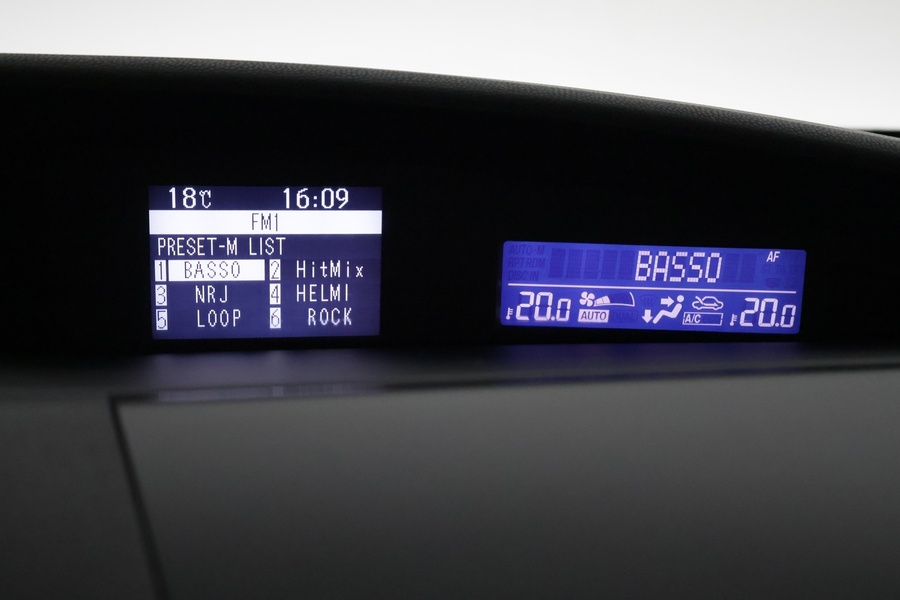 18℃ 16:09
FM1
PRESET-M LIST
1 BASSO 2 HitMix
3 NRJ 4 HELMI
5 LOOP 6 ROCK
BASSO AF
20.0 AUTO A/C 20.0